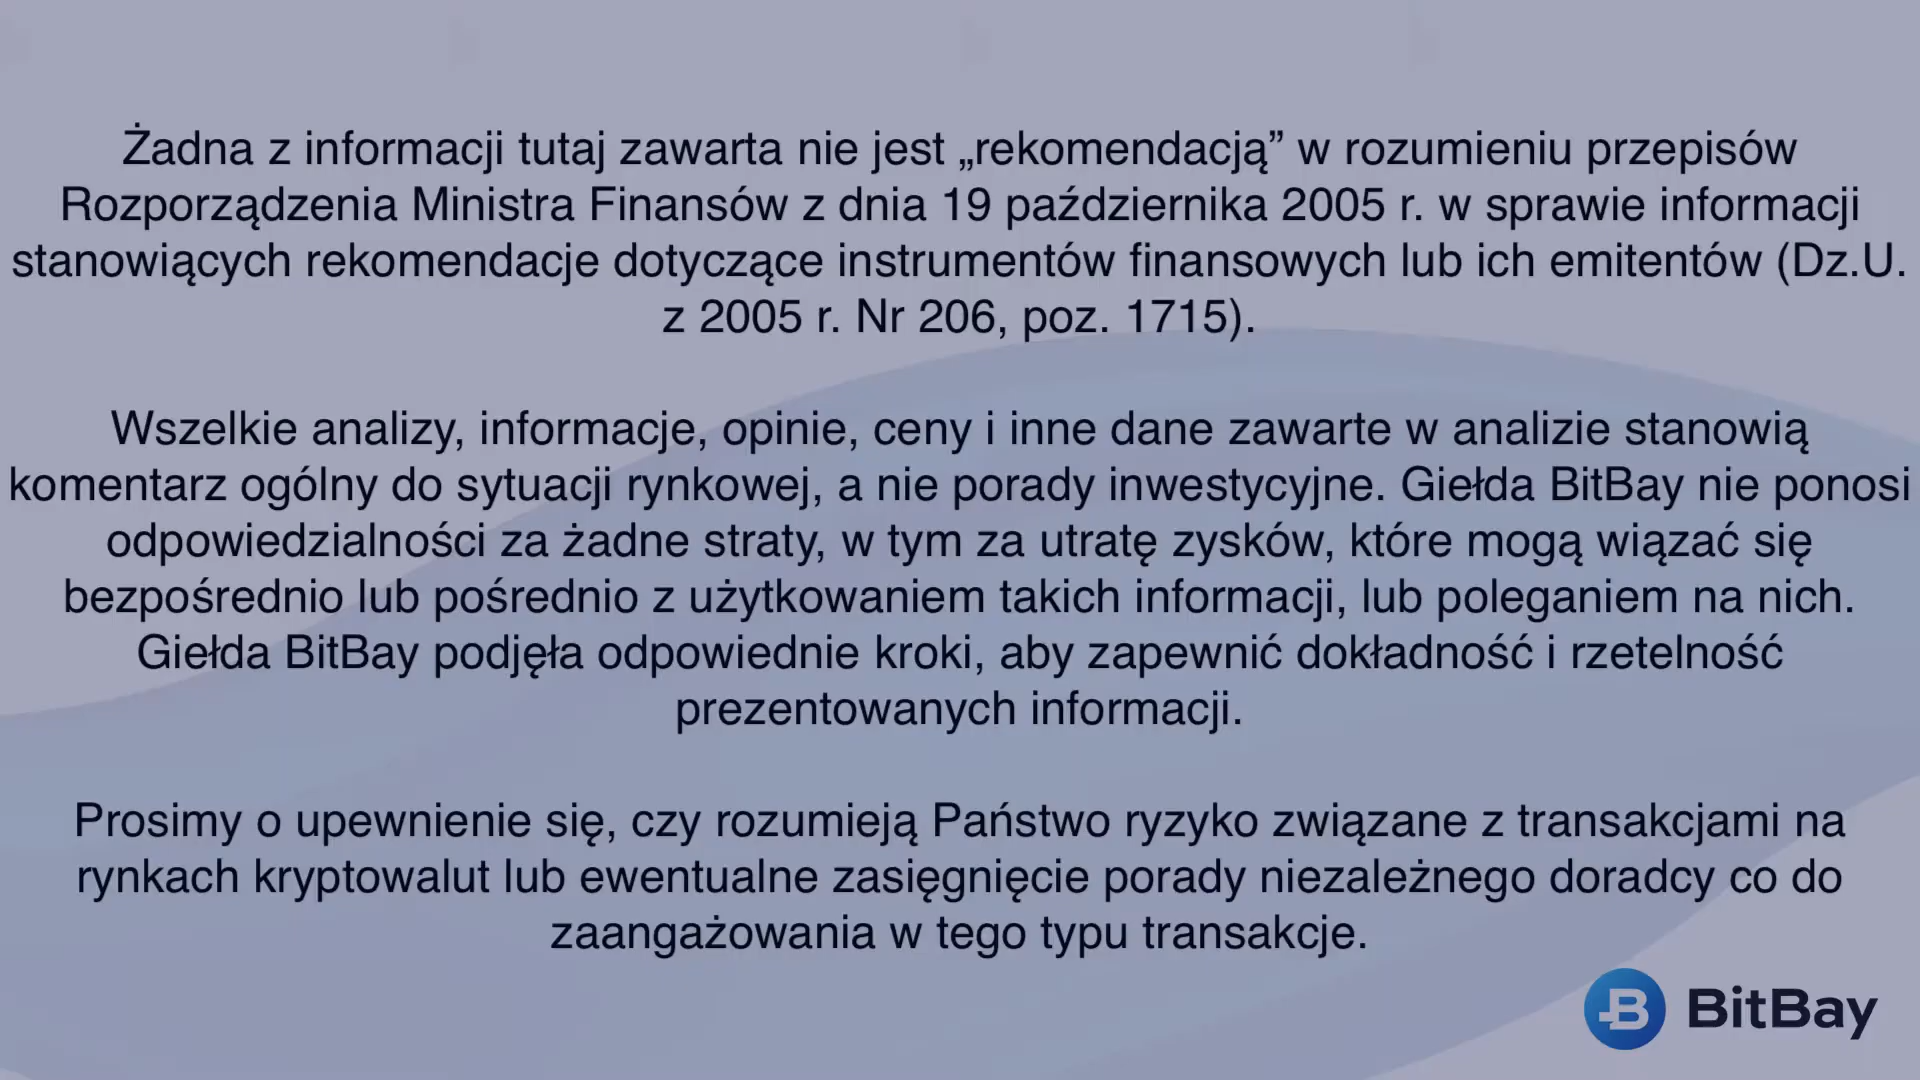 Żadna z informacji tutaj zawarta nie jest „rekomendacją” w rozumieniu przepisów
Rozporządzenia Ministra Finansów z dnia 19 października 2005 r. w sprawie informacji
stanowiących rekomendacje dotyczące instrumentów finansowych lub ich emitentów (Dz.U.
z 2005 r. Nr 206, poz. 1715).
Wszelkie analizy, informacje, opinie, ceny i inne dane zawarte w analizie stanowią
komentarz ogólny do sytuacji rynkowej, a nie porady inwestycyjne. Giełda BitBay nie ponosi
odpowiedzialności za żadne straty, w tym za utratę zysków, które mogą wiązać się
bezpośrednio lub pośrednio z użytkowaniem takich informacji, lub poleganiem na nich.
Giełda BitBay podjęła odpowiednie kroki, aby zapewnić dokładność i rzetelność
prezentowanych informacji.
Prosimy o upewnienie się, czy rozumieją Państwo ryzyko związane z transakcjami na
rynkach kryptowalut lub ewentualne zasięgnięcie porady niezależnego doradcy co do
zaangażowania w tego typu transakcje.
BitBay